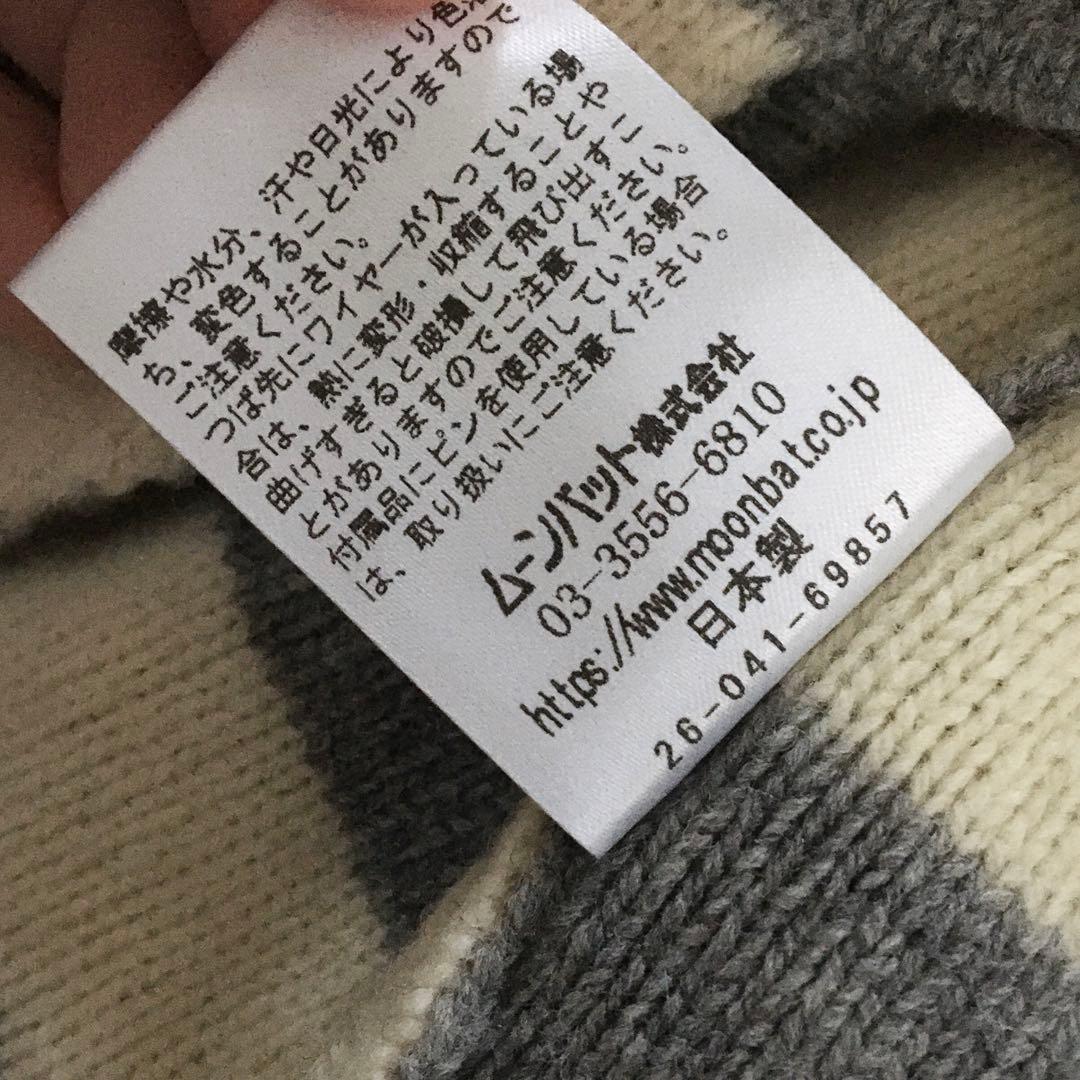 摩擦や水分、汗や日光により色落
ち、変色することがありますので
ご注意ください。
つば先にワイヤーが入っている場
合は、熱に変形・収縮することや
曲げすぎると破損して飛び出すこ
とがありますのでご注意ください。
付属品にピンを使用している場合
は、取り扱いにご注意ください。
ムーンバット株式会社
03-3556-6810
https://www.moonbat.co.jp
日本製
26-041-69857